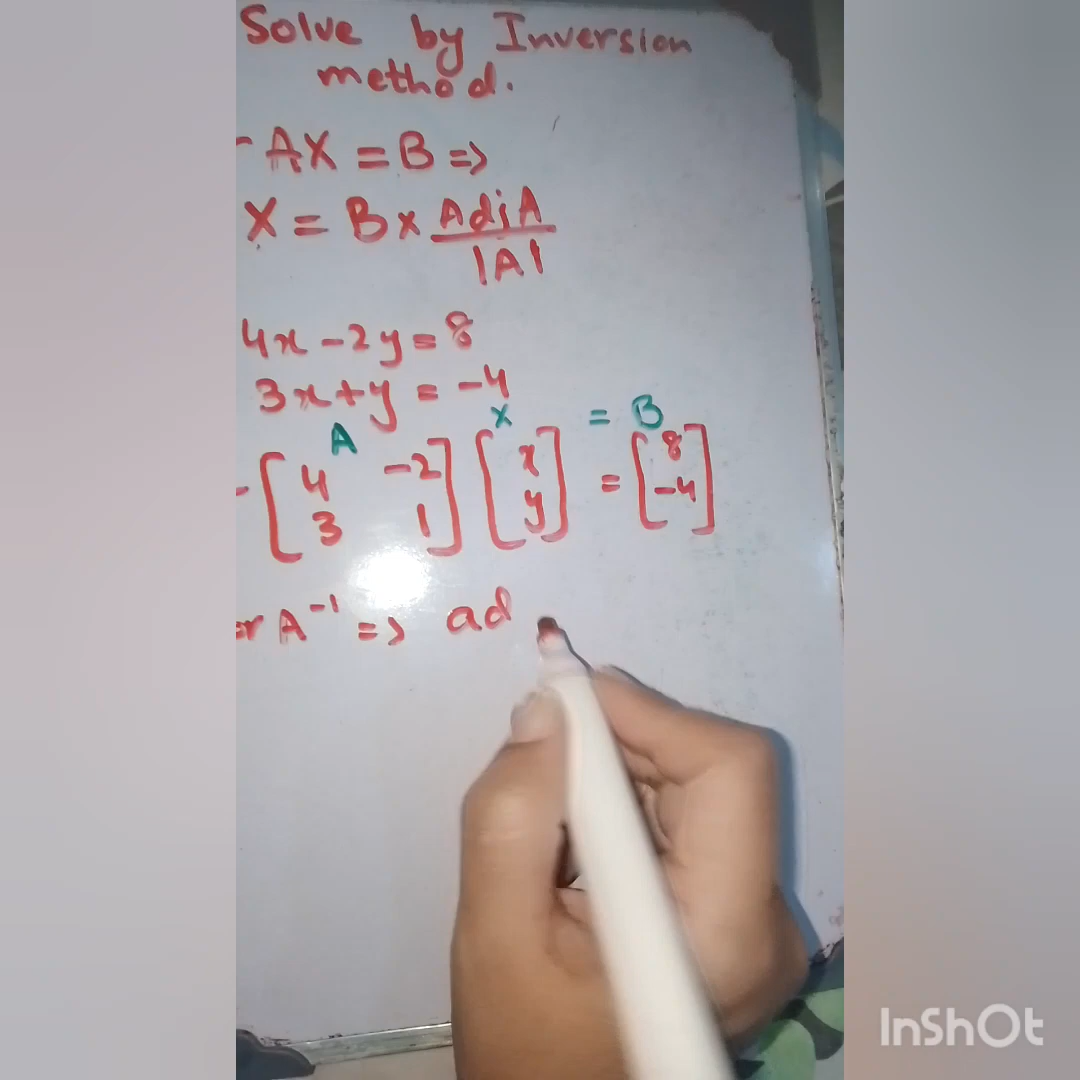 Solve by Inversion
method.
- AX = B =>
X = B x AdjA
|A|
4x - 2y = 8
3x + y = -4
A X = B
[4 -2] [x] = [8]
[3 1] [y] [-4]
A⁻¹ => ad
InShOt